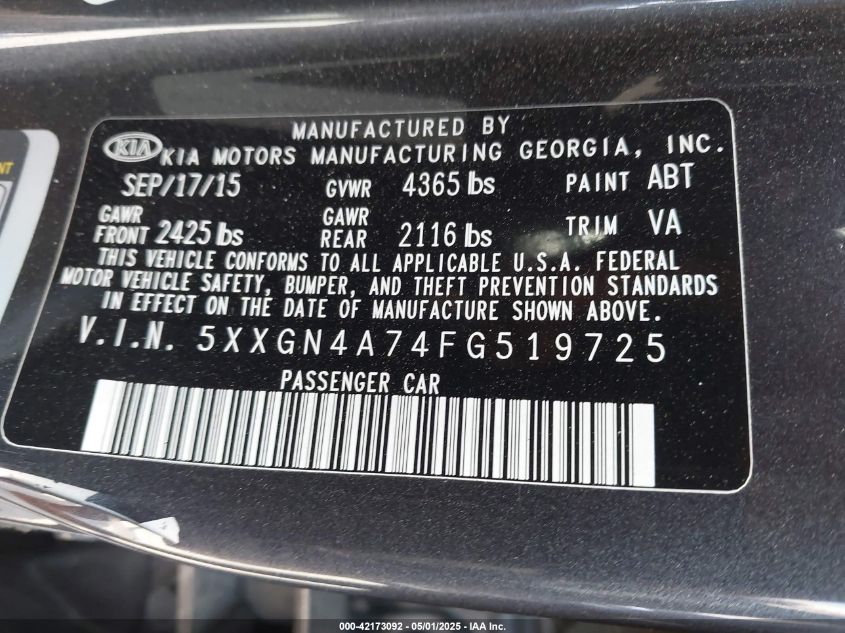 MANUFACTURED BY
KIA KIA MOTORS MANUFACTURING GEORGIA, INC.
SEP/17/15 GVWR 4365 lbs PAINT ABT
GAWR FRONT 2425 lbs GAWR REAR 2116 lbs TRIM VA
THIS VEHICLE CONFORMS TO ALL APPLICABLE U.S.A. FEDERAL
MOTOR VEHICLE SAFETY, BUMPER, AND THEFT PREVENTION STANDARDS
IN EFFECT ON THE DATE OF MANUFACTURE SHOWN ABOVE.
V.I.N. 5XXGN4A74FG519725
PASSENGER CAR
000-42173092 - 05/01/2025 - IAA Inc.